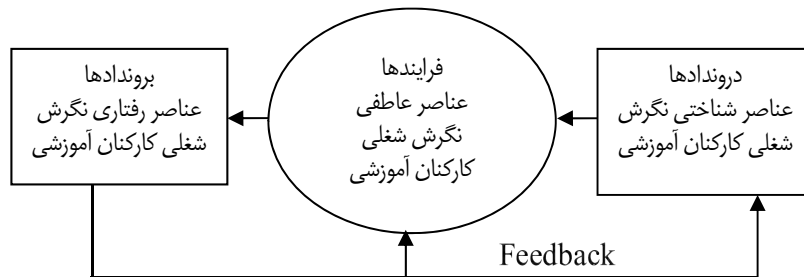 دروندادها
عناصر شناختی نگرش
شغلی کارکنان آموزشی
فرایندها
عناصر عاطفی
نگرش شغلی
کارکنان آموزشی
بروندادها
عناصر رفتاری نگرش
شغلی کارکنان آموزشی
Feedback